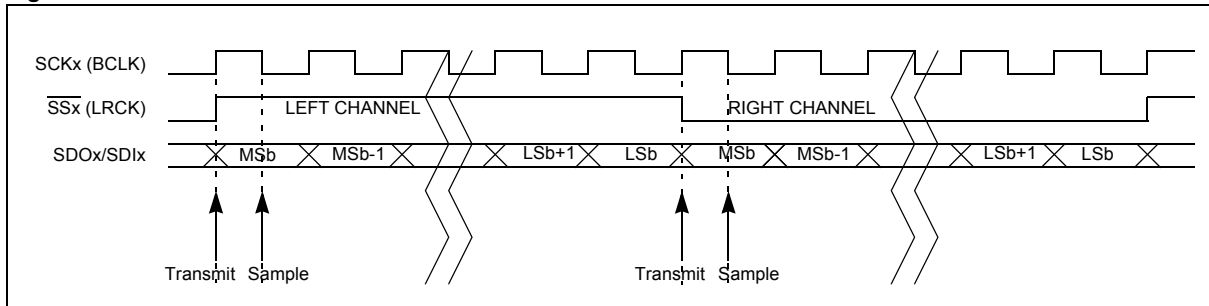 SCKx (BCLK)
SSx (LRCK) LEFT CHANNEL RIGHT CHANNEL
SDOx/SDIx MSb MSb-1 LSb+1 LSb MSb MSb-1 LSb+1 LSb
Transmit Sample Transmit Sample